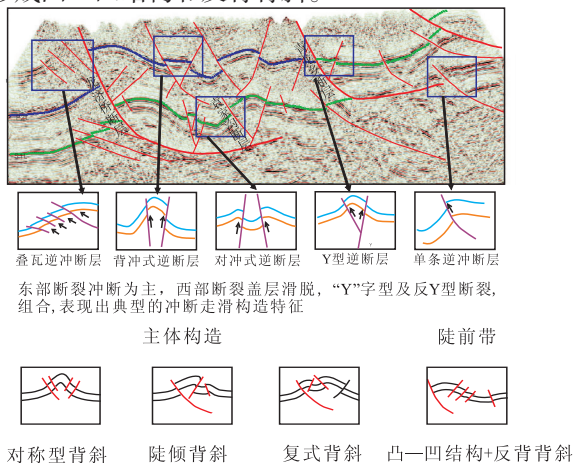 叠瓦逆冲断层 背冲式逆断层 对冲式逆断层 Y型逆断层 单条逆冲断层
东部断裂冲断为主，西部断裂盖层滑脱，“Y”字型及反Y型断裂,
组合,表现出典型的冲断走滑构造特征
主体构造 陡前带
对称型背斜 陡倾背斜 复式背斜 凸—凹结构+反背背斜